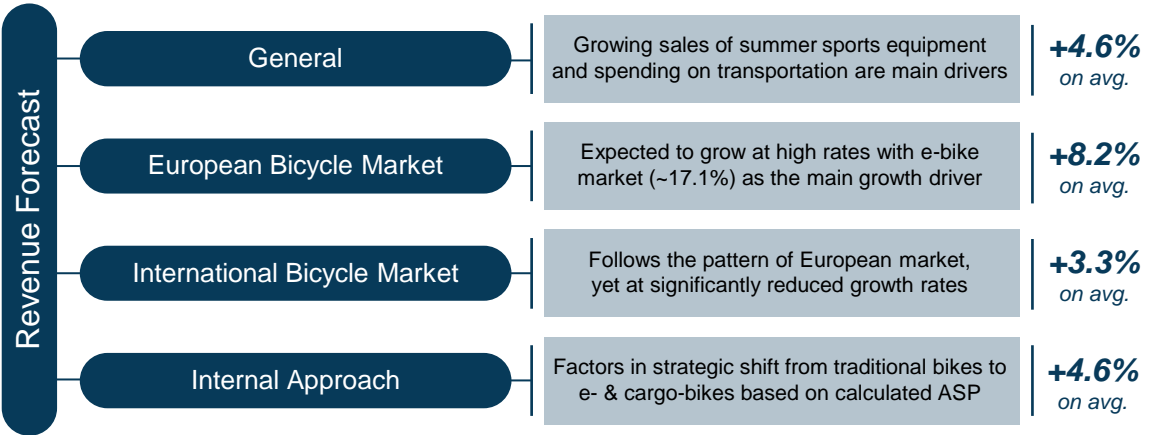 Revenue Forecast
General
Growing sales of summer sports equipment
and spending on transportation are main drivers
+4.6%
on avg.
European Bicycle Market
Expected to grow at high rates with e-bike
market (~17.1%) as the main growth driver
+8.2%
on avg.
International Bicycle Market
Follows the pattern of European market,
yet at significantly reduced growth rates
+3.3%
on avg.
Internal Approach
Factors in strategic shift from traditional bikes to
e- & cargo-bikes based on calculated ASP
+4.6%
on avg.